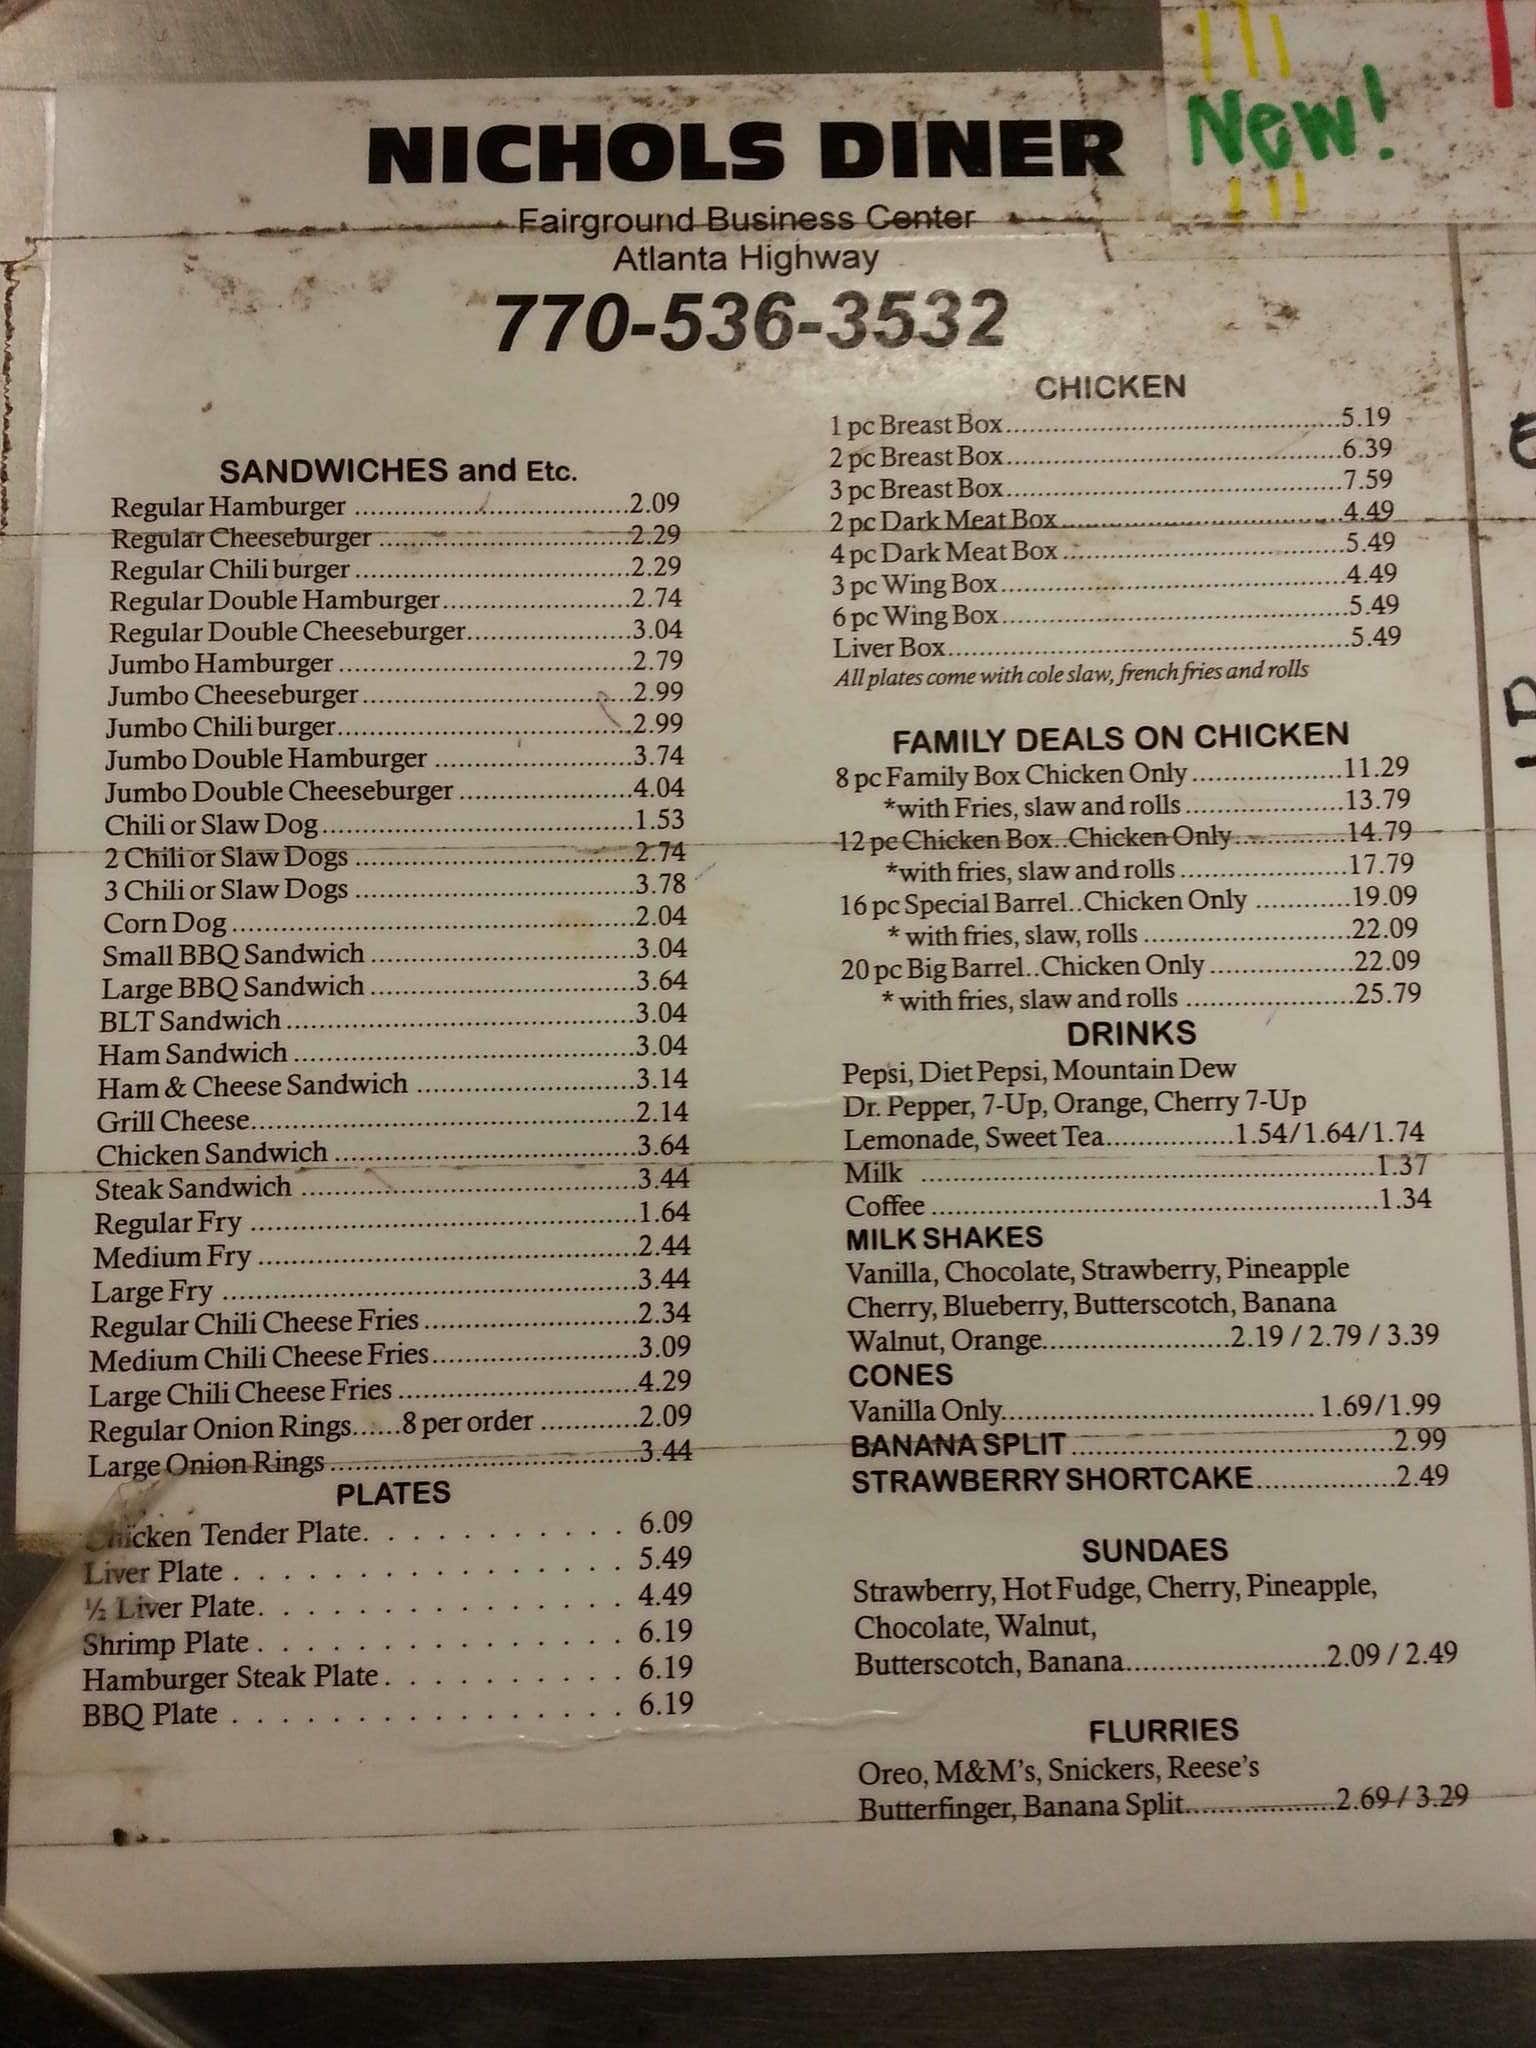 New!
NICHOLS DINER
Fairground Business Center
Atlanta Highway
770-536-3532
SANDWICHES and Etc.
Regular Hamburger ..............................2.09
Regular Cheeseburger ...........................2.29
Regular Chili burger ..............................2.29
Regular Double Hamburger....................2.74
Regular Double Cheeseburger.................3.04
Jumbo Hamburger ................................2.79
Jumbo Cheeseburger.............................2.99
Jumbo Chili burger................................2.99
Jumbo Double Hamburger .....................3.74
Jumbo Double Cheeseburger ..................4.04
Chili or Slaw Dog..................................1.53
2 Chili or Slaw Dogs ..............................2.74
3 Chili or Slaw Dogs ..............................3.78
Corn Dog.............................................2.04
Small BBQ Sandwich .............................3.04
Large BBQ Sandwich .............................3.64
BLT Sandwich ......................................3.04
Ham Sandwich .....................................3.04
Ham & Cheese Sandwich ........................3.14
Grill Cheese..........................................2.14
Chicken Sandwich .................................3.64
Steak Sandwich ....................................3.44
Regular Fry ..........................................1.64
Medium Fry .........................................2.44
Large Fry .............................................3.44
Regular Chili Cheese Fries ......................2.34
Medium Chili Cheese Fries......................3.09
Large Chili Cheese Fries .........................4.29
Regular Onion Rings......8 per order ..........2.09
Large Onion Rings .................................3.44
PLATES
Chicken Tender Plate. . . . . . . . . . . 6.09
Liver Plate . . . . . . . . . . . . . . . . 5.49
½ Liver Plate. . . . . . . . . . . . . . . 4.49
Shrimp Plate . . . . . . . . . . . . . . . 6.19
Hamburger Steak Plate . . . . . . . . . . 6.19
BBQ Plate . . . . . . . . . . . . . . . . 6.19
CHICKEN
1 pc Breast Box..........................................5.19
2 pc Breast Box..........................................6.39
3 pc Breast Box..........................................7.59
2 pc Dark Meat Box...................................4.49
4 pc Dark Meat Box...................................5.49
3 pc Wing Box...........................................4.49
6 pc Wing Box...........................................5.49
Liver Box..................................................5.49
All plates come with cole slaw, french fries and rolls
FAMILY DEALS ON CHICKEN
8 pc Family Box Chicken Only...................11.29
*with Fries, slaw and rolls ....................13.79
12 pc Chicken Box..Chicken Only..............14.79
*with fries, slaw and rolls .....................17.79
16 pc Special Barrel..Chicken Only ............19.09
* with fries, slaw, rolls ..........................22.09
20 pc Big Barrel..Chicken Only..................22.09
* with fries, slaw and rolls .....................25.79
DRINKS
Pepsi, Diet Pepsi, Mountain Dew
Dr. Pepper, 7-Up, Orange, Cherry 7-Up
Lemonade, Sweet Tea................1.54/1.64/1.74
Milk .........................................................1.37
Coffee ........................................................1.34
MILK SHAKES
Vanilla, Chocolate, Strawberry, Pineapple
Cherry, Blueberry, Butterscotch, Banana
Walnut, Orange........................2.19 / 2.79 / 3.39
CONES
Vanilla Only....................................... 1.69/1.99
BANANA SPLIT.........................................2.99
STRAWBERRY SHORTCAKE..................2.49
SUNDAES
Strawberry, Hot Fudge, Cherry, Pineapple,
Chocolate, Walnut,
Butterscotch, Banana.........................2.09 / 2.49
FLURRIES
Oreo, M&M's, Snickers, Reese's
Butterfinger, Banana Split...................2.69 / 3.29